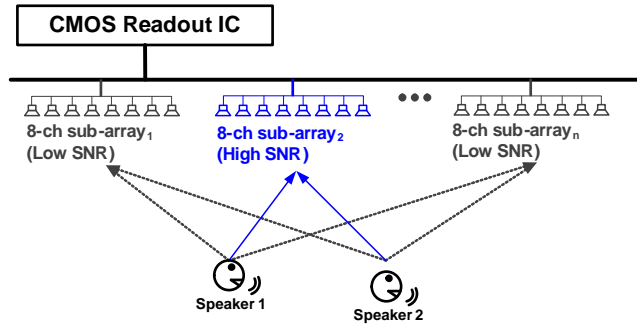 CMOS Readout IC
8-ch sub-array1
(Low SNR)
8-ch sub-array2
(High SNR)
8-ch sub-arrayn
(Low SNR)
Speaker 1
Speaker 2